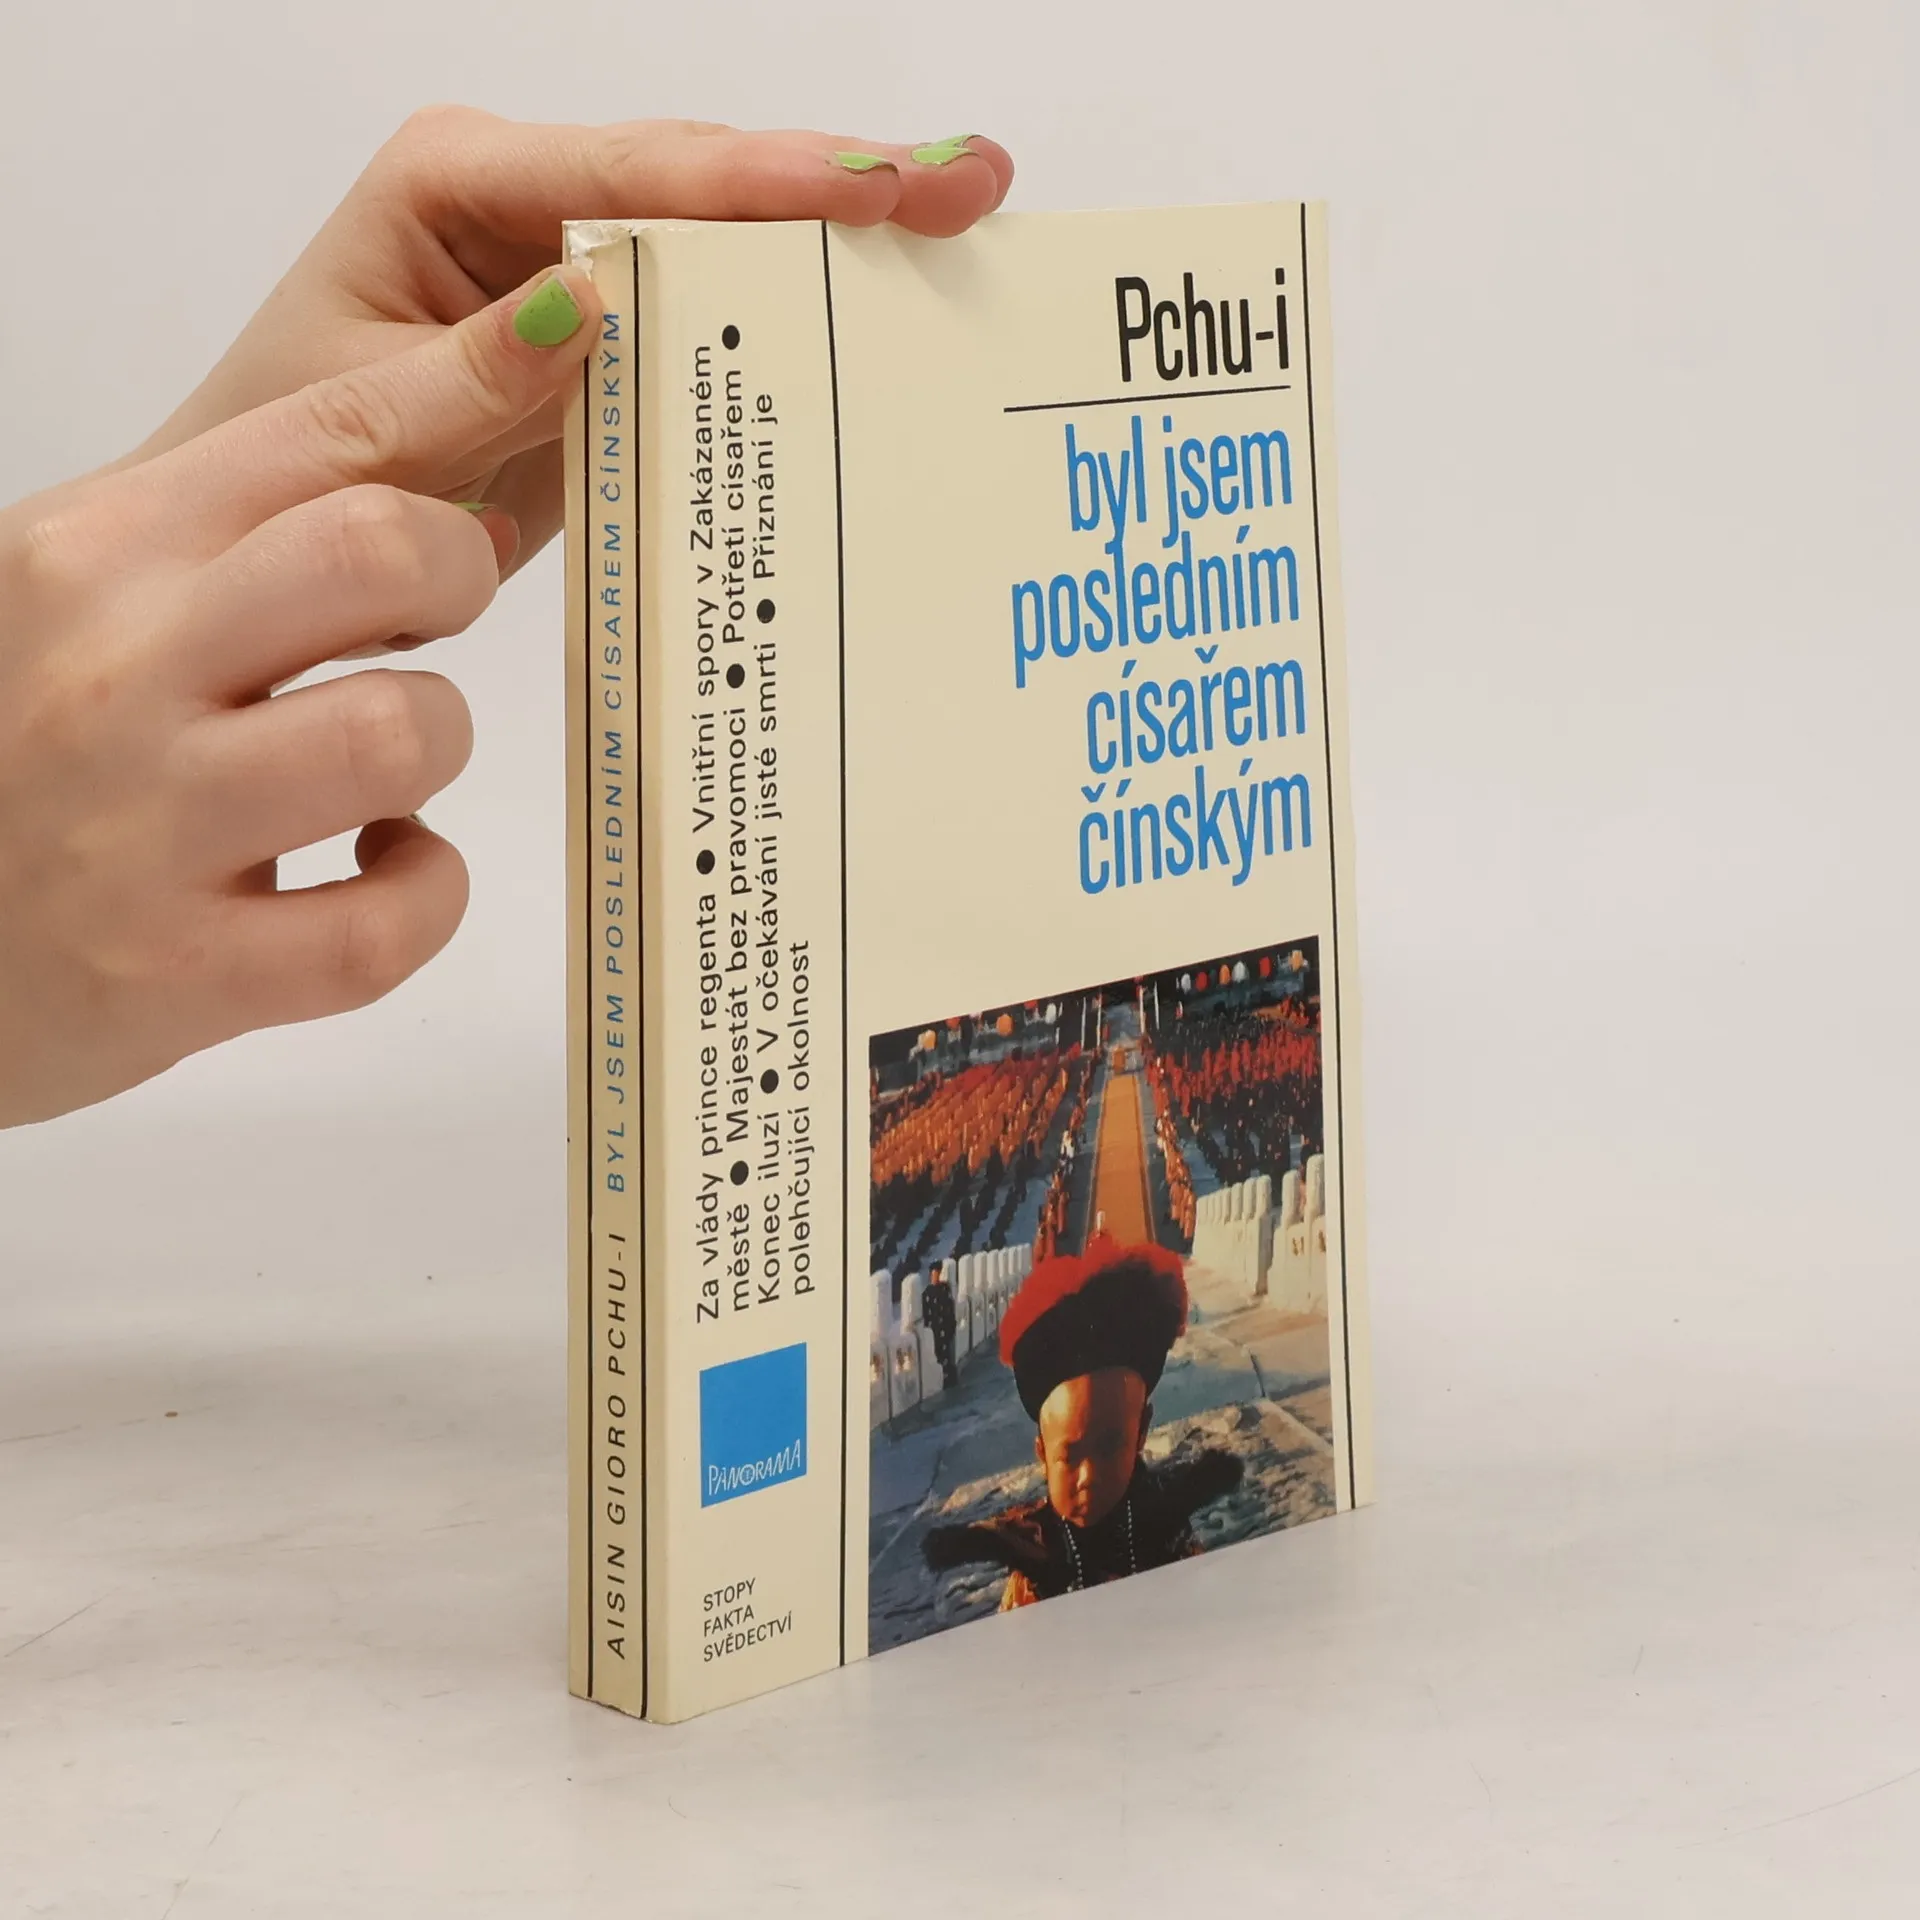 AISIN GIORO PCHU-I BYL JSEM POSLEDNÍM CÍSAŘEM ČÍNSKÝM
Za vlády prince regenta ● Vnitřní spory v Zakázaném
městě ● Majestát bez pravomoci ● Potřetí císařem ●
Konec iluzí ● V očekávání jisté smrti ● Přiznání je
polehčující okolnost
PANORAMA
STOPY
FAKTA
SVĚDECTVÍ
Pchu-i
byl jsem
posledním
císařem
čínským